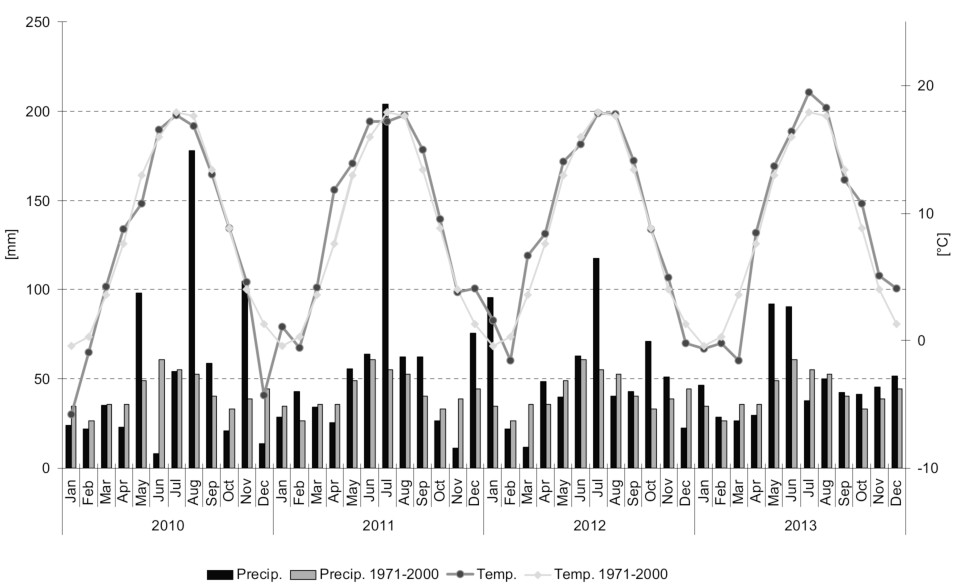 250
200
150
100
50
0
[mm]
20
10
0
-10
[°C]
Jan Feb Mar Apr May Jun Jul Aug Sep Oct Nov Dec Jan Feb Mar Apr May Jun Jul Aug Sep Oct Nov Dec Jan Feb Mar Apr May Jun Jul Aug Sep Oct Nov Dec Jan Feb Mar Apr May Jun Jul Aug Sep Oct Nov Dec
2010 2011 2012 2013
Precip. Precip. 1971-2000 Temp. Temp. 1971-2000